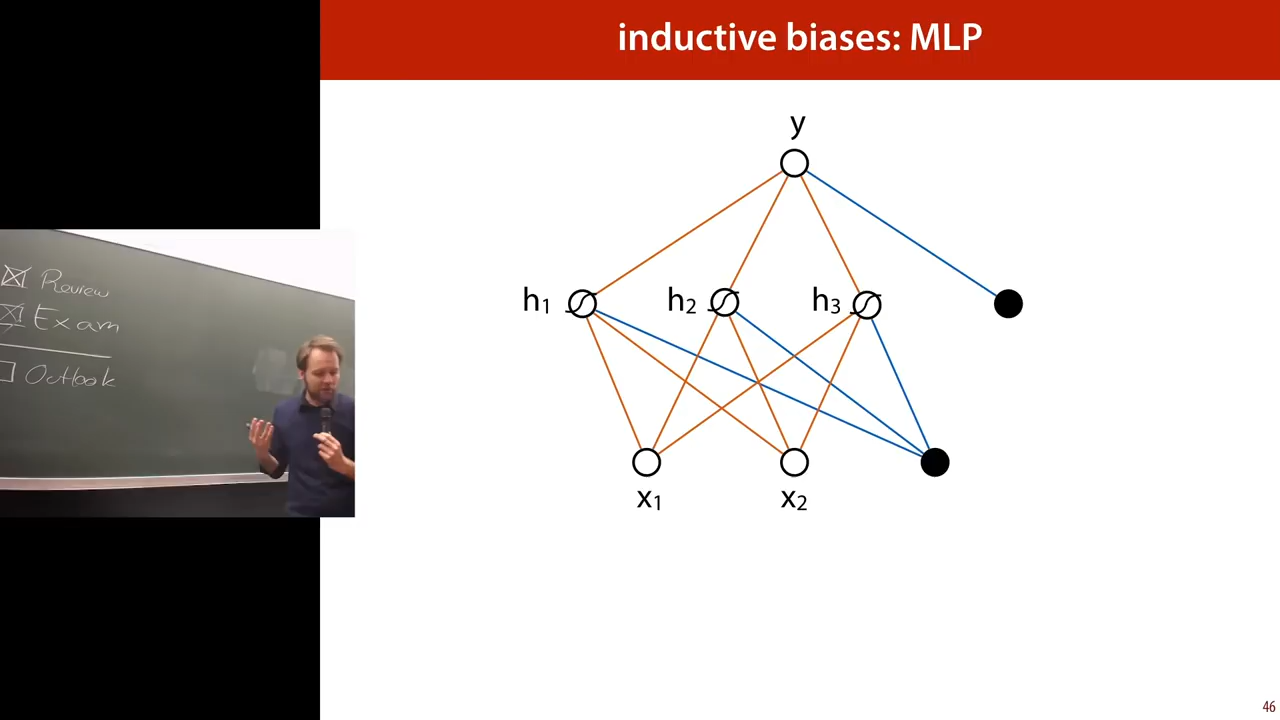 inductive biases: MLP
y
h1
h2
h3
x1
x2
Review
Exam
Outlook
46